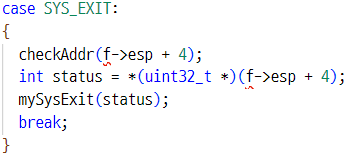 case SYS_EXIT:
{
  checkAddr(f->esp + 4);
  int status = *(uint32_t *)(f->esp + 4);
  mySysExit(status);
  break;
}